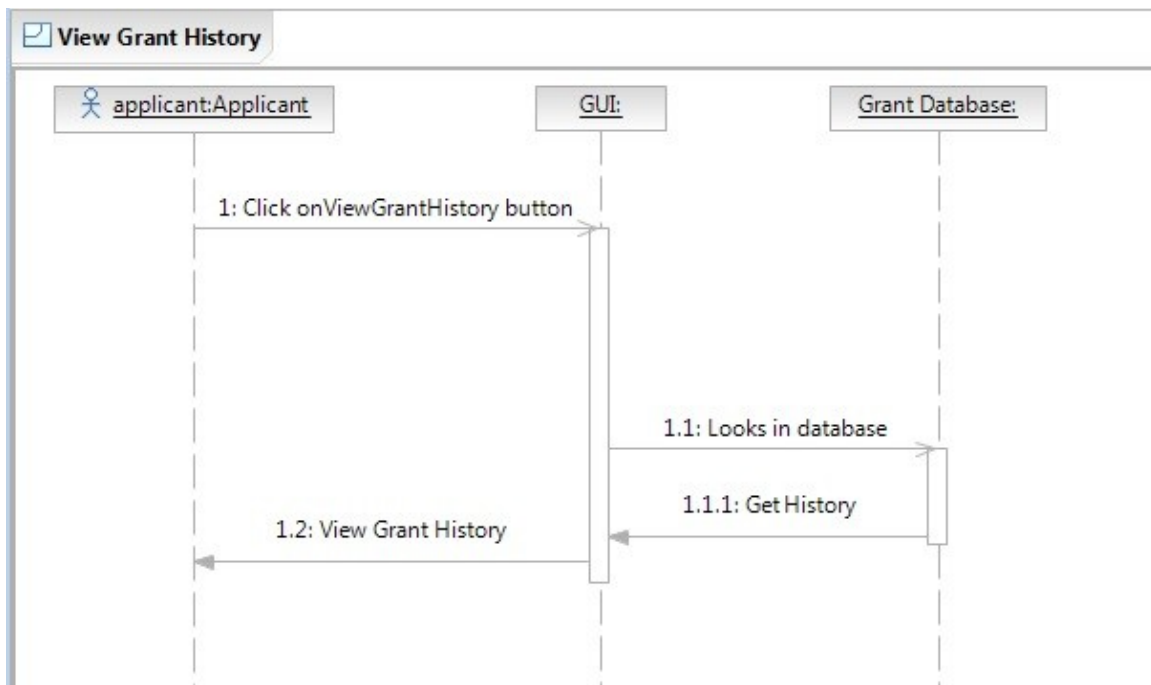 View Grant History
applicant:Applicant
GUI:
Grant Database:
1: Click onViewGrantHistory button
1.1: Looks in database
1.1.1: Get History
1.2: View Grant History